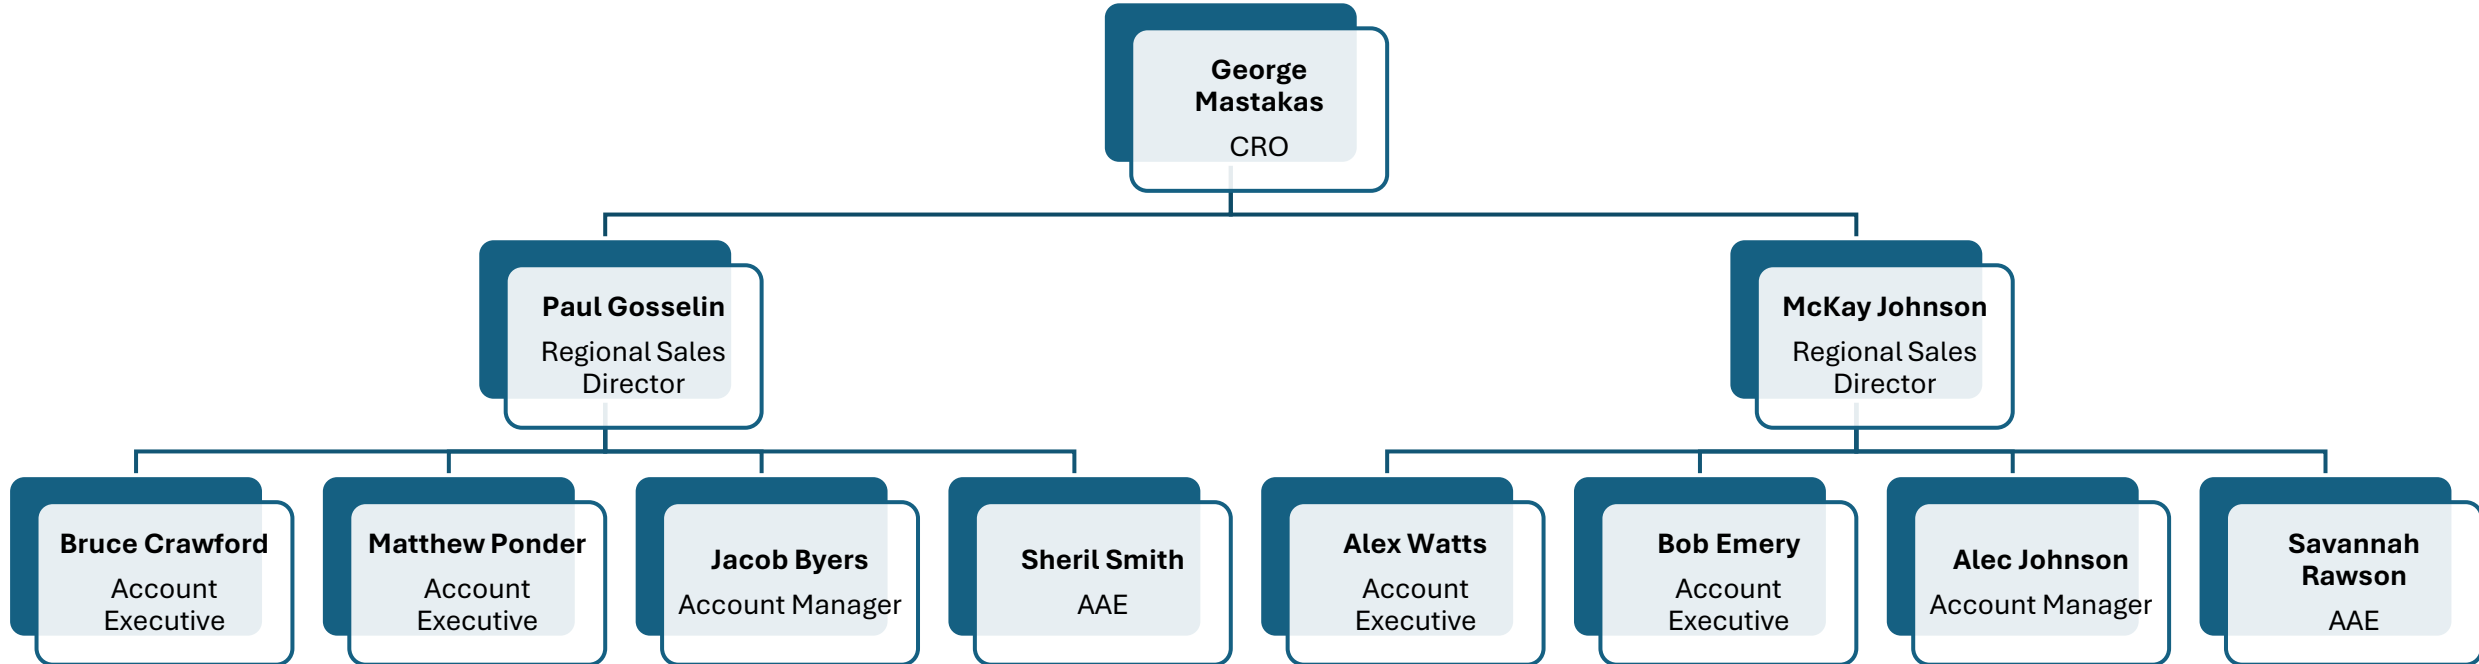 George
Mastakas
CRO
Paul Gosselin
Regional Sales
Director
McKay Johnson
Regional Sales
Director
Bruce Crawford
Account
Executive
Matthew Ponder
Account
Executive
Jacob Byers
Account Manager
Sheril Smith
AAE
Alex Watts
Account
Executive
Bob Emery
Account
Executive
Alec Johnson
Account Manager
Savannah
Rawson
AAE